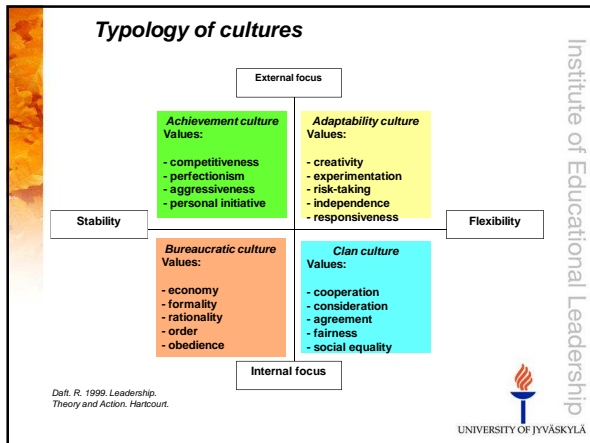 Typology of cultures
External focus
Achievement culture
Values:
- competitiveness
- perfectionism
- aggressiveness
- personal initiative
Adaptability culture
Values:
- creativity
- experimentation
- risk-taking
- independence
- responsiveness
Stability
Flexibility
Bureaucratic culture
Values:
- economy
- formality
- rationality
- order
- obedience
Clan culture
Values:
- cooperation
- consideration
- agreement
- fairness
- social equality
Internal focus
Daft. R. 1999. Leadership.
Theory and Action. Hartcourt.
Institute of Educational Leadership
UNIVERSITY OF JYVÄSKYLÄ